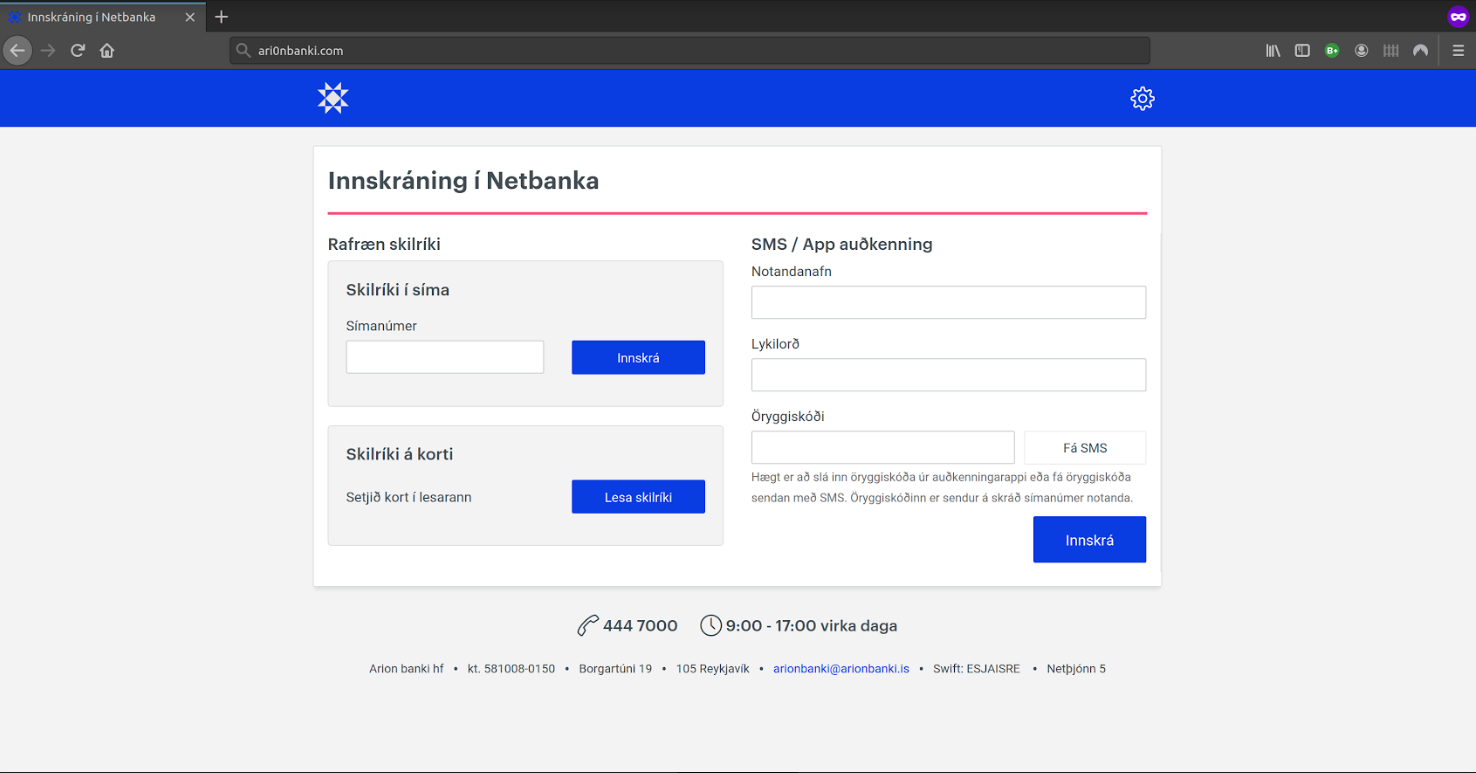 Innskráning í Netbanka
ari0nbanki.com
B+
Innskráning í Netbanka
Rafræn skilríki
Skilríki í síma
Símanúmer
Innskrá
Skilríki á korti
Setjið kort í lesarann
Lesa skilríki
SMS / App auðkenning
Notandanafn
Lykilorð
Öryggiskóði
Fá SMS
Hægt er að slá inn öryggiskóða úr auðkenningarappi eða fá öryggiskóða
sendan með SMS. Öryggiskóðinn er sendur á skráð símanúmer notanda.
Innskrá
444 7000 9:00 - 17:00 virka daga
Arion banki hf • kt. 581008-0150 • Borgartúni 19 • 105 Reykjavík • arionbanki@arionbanki.is • Swift: ESJAISRE • Netþjónn 5